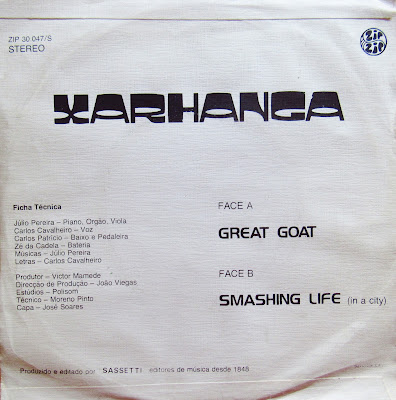 ZIP 30.047/S
STEREO
ZIP
ZIP
XARHANGA
Ficha Técnica
Júlio Pereira – Piano, Orgão, Viola
Carlos Cavalheiro – Voz
Carlos Patrício – Baixo e Pedaleira
Zé da Cadela – Bateria
Músicas – Júlio Pereira
Letras – Carlos Cavalheiro
Produtor – Victor Mamede
Direcção de Produção – João Viegas
Estúdios – Polisom
Técnico – Moreno Pinto
Capa – José Soares
FACE A
GREAT GOAT
FACE B
SMASHING LIFE (in a city)
Produzido e editado por SASSETTI editores de música desde 1848